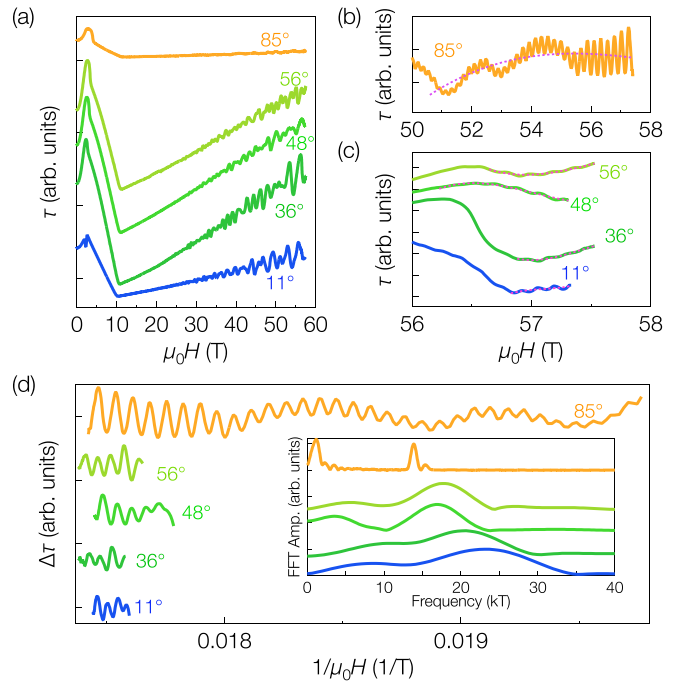 (a)
τ (arb. units)
85°
56°
48°
36°
11°
0 10 20 30 40 50 60
μ₀H (T)
(b)
τ (arb. units)
85°
50 52 53 54 55 56 58
(c)
τ (arb. units)
56°
48°
36°
11°
56 57 58
μ₀H (T)
(d)
Δτ (arb. units)
85°
56°
48°
36°
11°
FFT Amp. (arb. units)
0 10 20 30 40
Frequency (kT)
0.018 0.019
1/μ₀H (1/T)